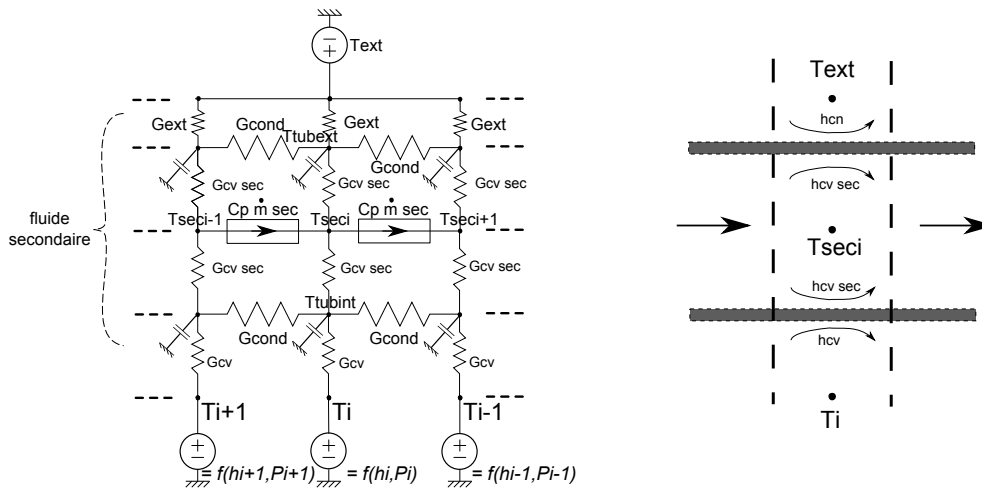 Text
Gext
Gcond
Ttubext
Gext
Gext
Gcond
Gcv sec
Gcv sec
Gcv sec
Tseci-1
Cp ṁ sec
Tseci
Cp ṁ sec
Tseci+1
fluide
secondaire
Gcv sec
Gcv sec
Gcv sec
Ttubint
Gcond
Gcond
Gcv
Gcv
Gcv
Ti+1
Ti
Ti-1
= f(hi+1,Pi+1)
= f(hi,Pi)
= f(hi-1,Pi-1)
Text
hcn
hcv sec
Tseci
hcv sec
hcv
Ti